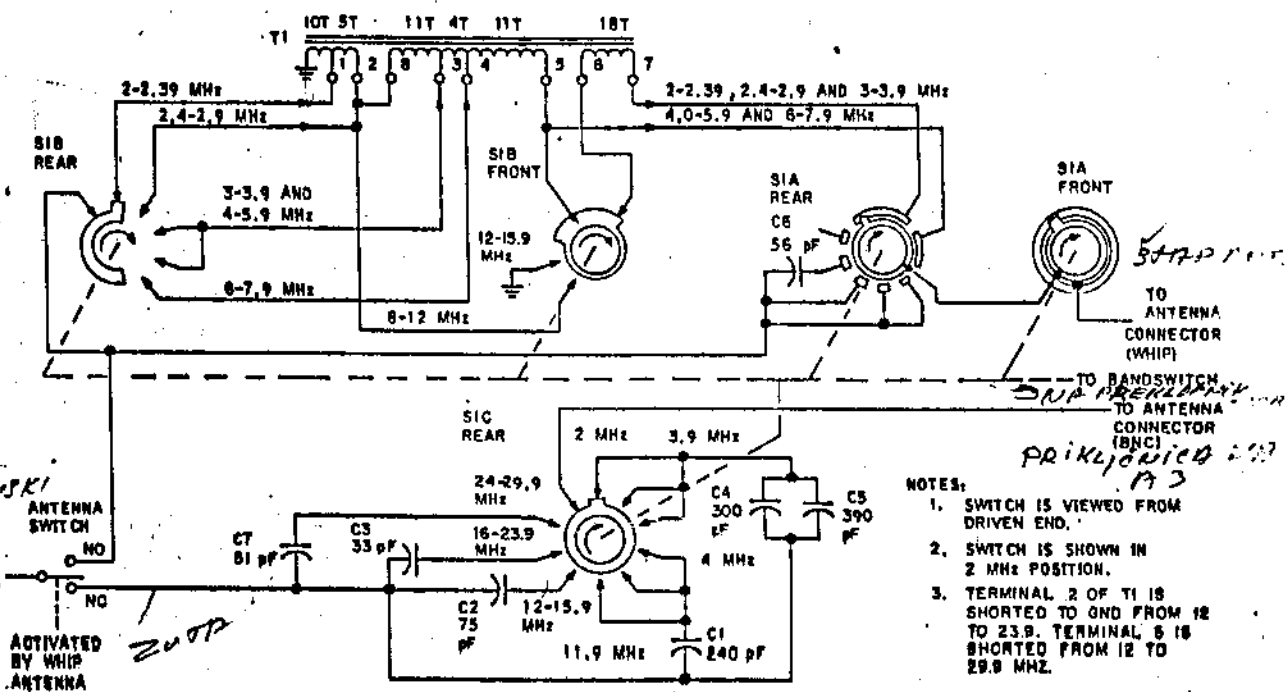 10T 5T 11T 4T 11T 18T
T1
1 2 8 3 4 5 6 7
2-2.39 MHz
2.4-2.9 MHz
2-2.39, 2.4-2.9 AND 3-3.9 MHz
4.0-5.9 AND 6-7.9 MHz
S1B
REAR
S1B
FRONT
S1A
REAR
S1A
FRONT
3-3.9 AND
4-5.9 MHz
12-15.9
MHz
C6
56 pF
6-7.9 MHz
8-12 MHz
TO
ANTENNA
CONNECTOR
(WHIP)
TO BANDSWITCH
TO ANTENNA
CONNECTOR
(BNC)
PRIKLJUČNICA
A3
S1C
REAR
2 MHz
3.9 MHz
24-29.9
MHz
16-23.9
MHz
12-15.9
MHz
11.9 MHz
4 MHz
C7
81 pF
C3
33 pF
C2
75
pF
C4
300
pF
C5
390
pF
C1
240 pF
SKI
ANTENNA
SWITCH
NO
NC
ŽUTA
ACTIVATED
BY WHIP
ANTENNA
NOTES:
1. SWITCH IS VIEWED FROM
DRIVEN END.
2. SWITCH IS SHOWN IN
2 MHz POSITION.
3. TERMINAL 2 OF T1 IS
SHORTED TO GND FROM 12
TO 23.9. TERMINAL 5 IS
SHORTED FROM 12 TO
29.9 MHZ.